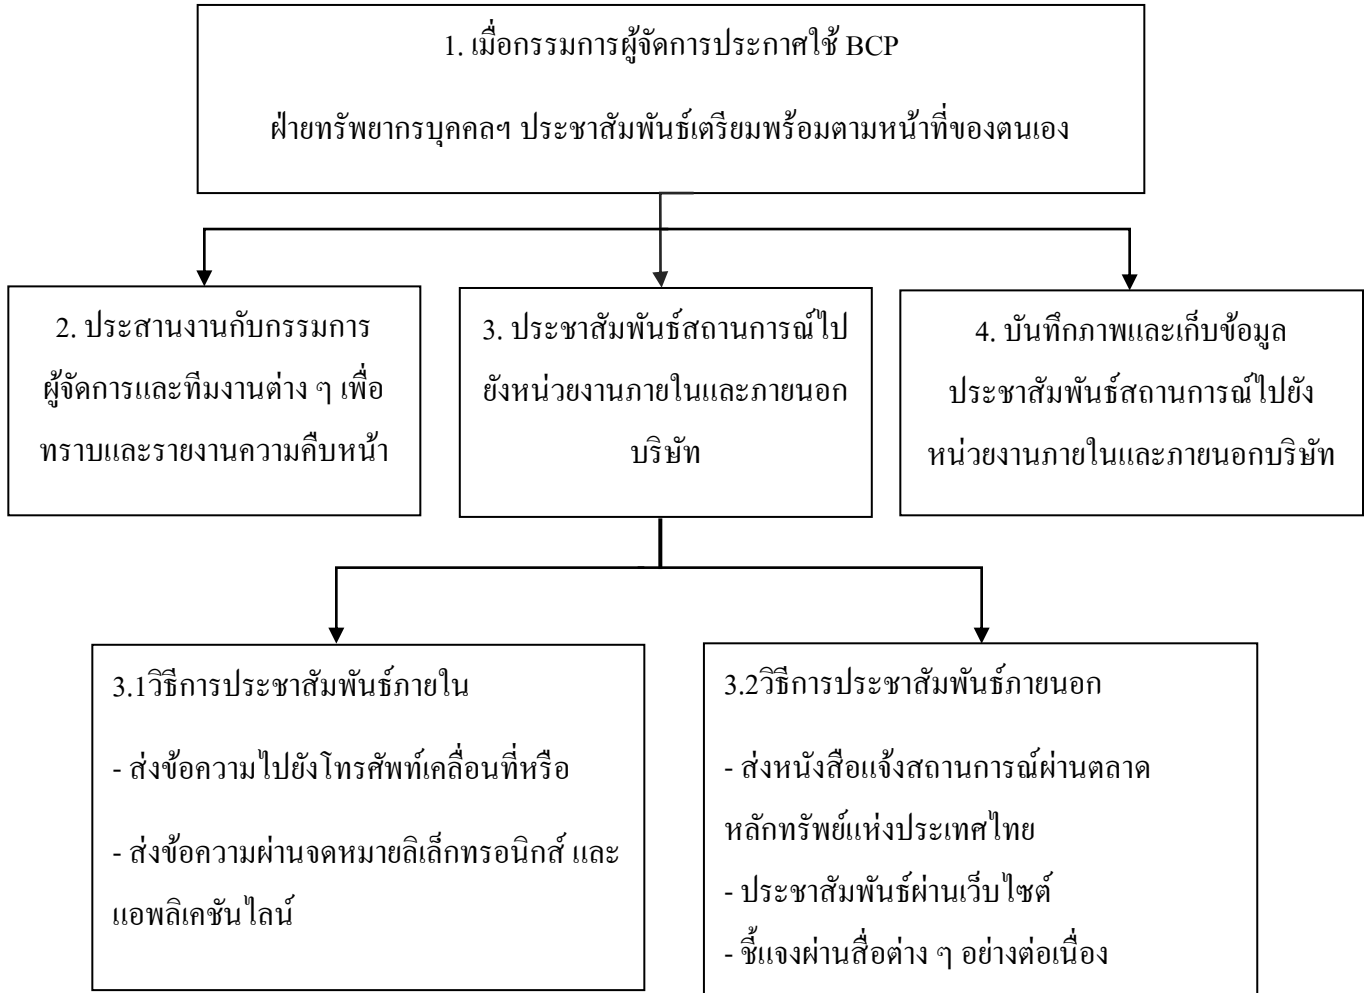 1. เมื่อกรรมการผู้จัดการประกาศใช้ BCP
ฝ่ายทรัพยากรบุคคลฯ ประชาสัมพันธ์เตรียมพร้อมตามหน้าที่ของตนเอง
2. ประสานงานกับกรรมการ
ผู้จัดการและทีมงานต่าง ๆ เพื่อ
ทราบและรายงานความคืบหน้า
3. ประชาสัมพันธ์สถานการณ์ไป
ยังหน่วยงานภายในและภายนอก
บริษัท
4. บันทึกภาพและเก็บข้อมูล
ประชาสัมพันธ์สถานการณ์ไปยัง
หน่วยงานภายในและภายนอกบริษัท
3.1วิธีการประชาสัมพันธ์ภายใน
- ส่งข้อความไปยังโทรศัพท์เคลื่อนที่หรือ
- ส่งข้อความผ่านจดหมายลิเล็กทรอนิกส์ และ
แอพลิเคชันไลน์
3.2วิธีการประชาสัมพันธ์ภายนอก
- ส่งหนังสือแจ้งสถานการณ์ผ่านตลาด
หลักทรัพย์แห่งประเทศไทย
- ประชาสัมพันธ์ผ่านเว็บไซต์
- ชี้แจงผ่านสื่อต่าง ๆ อย่างต่อเนื่อง